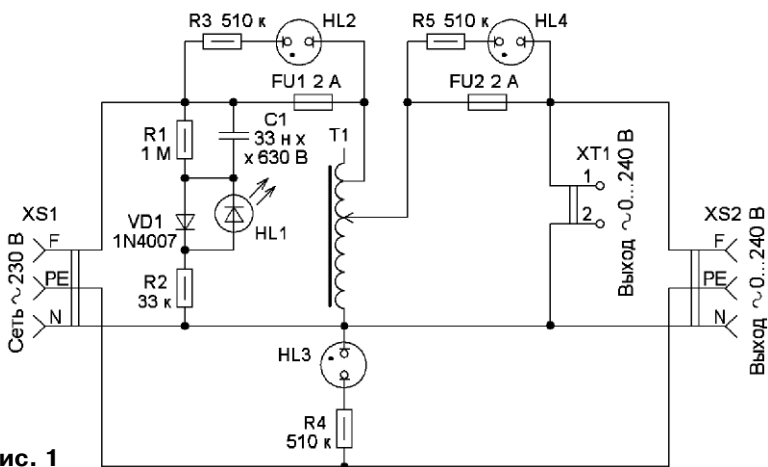 R3 510 к
HL2
R5 510 к
HL4
FU1 2 А
FU2 2 А
R1
1 М
C1
33 н х
х 630 В
T1
XT1
1
2
Выход ∼0...240 В
XS1
F
PE
N
Сеть ∼230 В
VD1
1N4007
HL1
R2
33 к
XS2
F
PE
N
Выход ∼0...240 В
HL3
R4
510 к
ис. 1